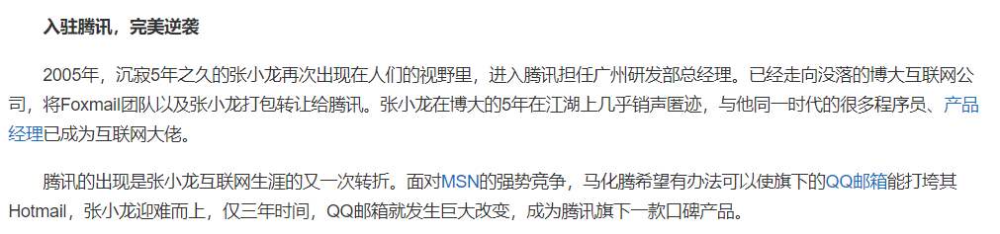 入驻腾讯，完美逆袭
2005年，沉寂5年之久的张小龙再次出现在人们的视野里，进入腾讯担任广州研发部总经理。已经走向没落的博大互联网公
司，将Foxmail团队以及张小龙打包转让给腾讯。张小龙在博大的5年在江湖上几乎销声匿迹，与他同一时代的很多程序员、产品
经理已成为互联网大佬。
腾讯的出现是张小龙互联网生涯的又一次转折。面对MSN的强势竞争，马化腾希望有办法可以使旗下的QQ邮箱能打垮其
Hotmail，张小龙迎难而上，仅三年时间，QQ邮箱就发生巨大改变，成为腾讯旗下一款口碑产品。